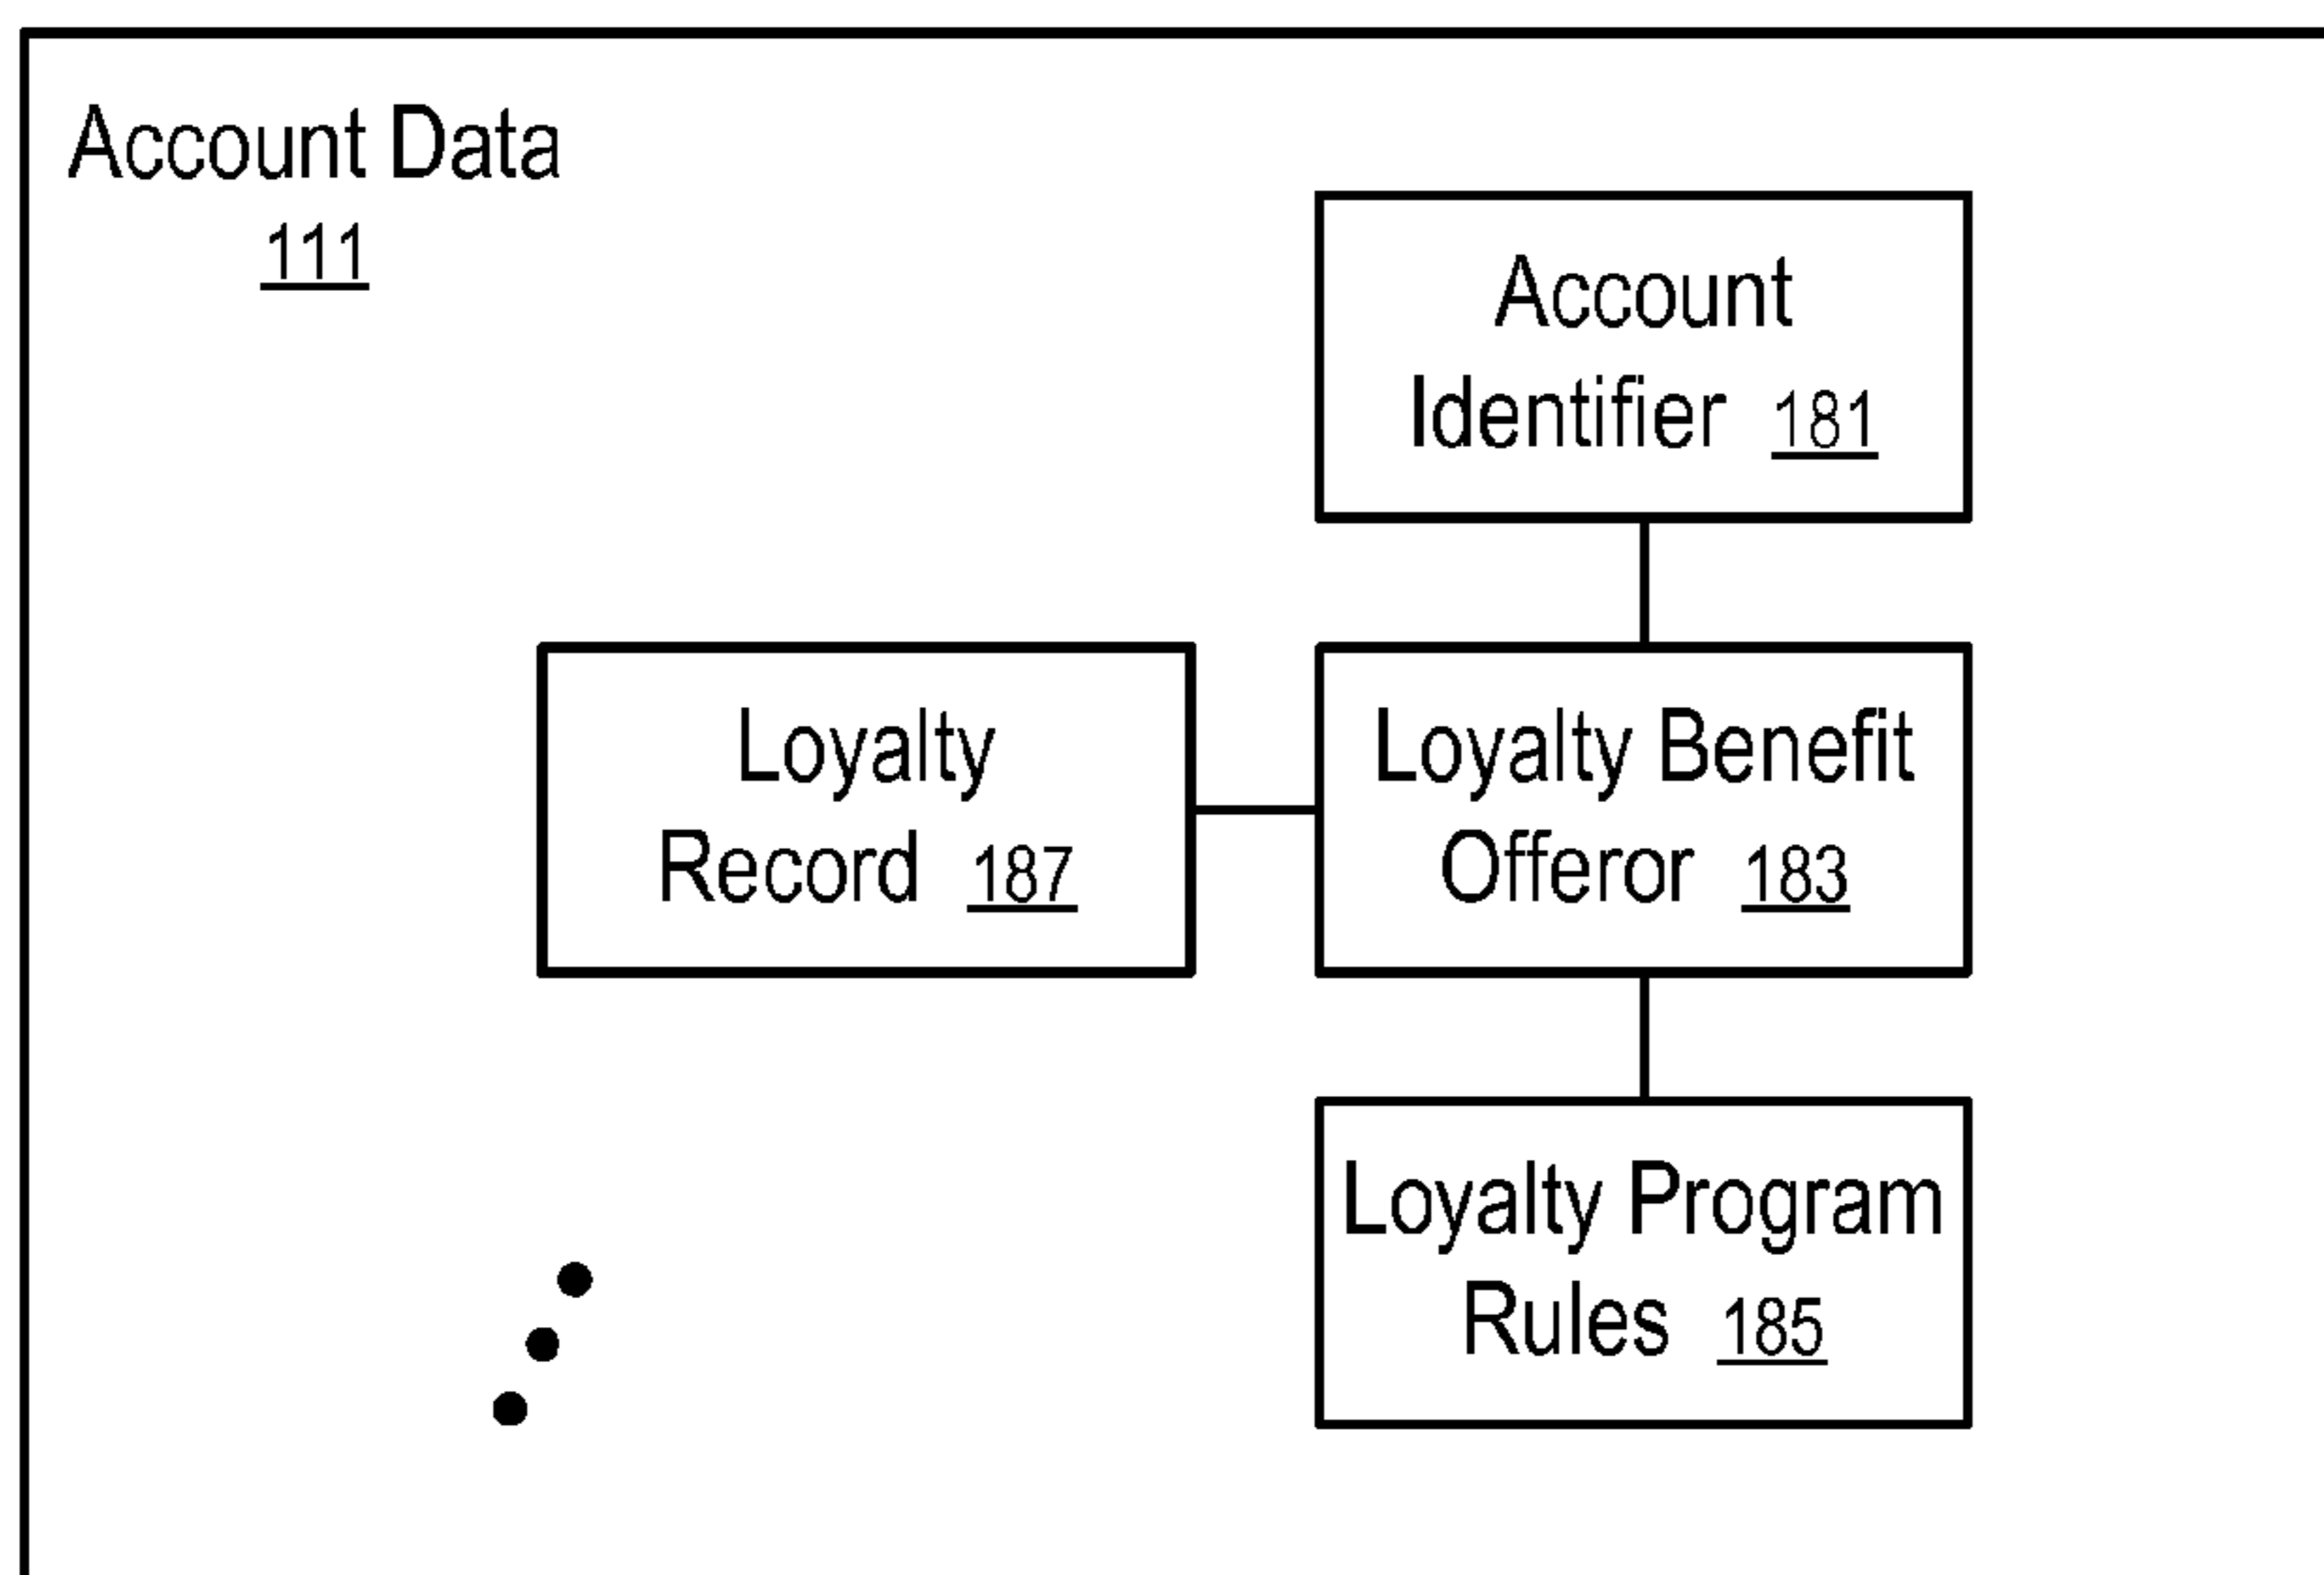 Account Data
111
Account
Identifier 181
Loyalty
Record 187
Loyalty Benefit
Offeror 183
Loyalty Program
Rules 185